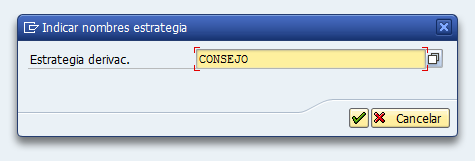 Indicar nombres estrategia
Estrategia derivac. CONSEJO
Cancelar